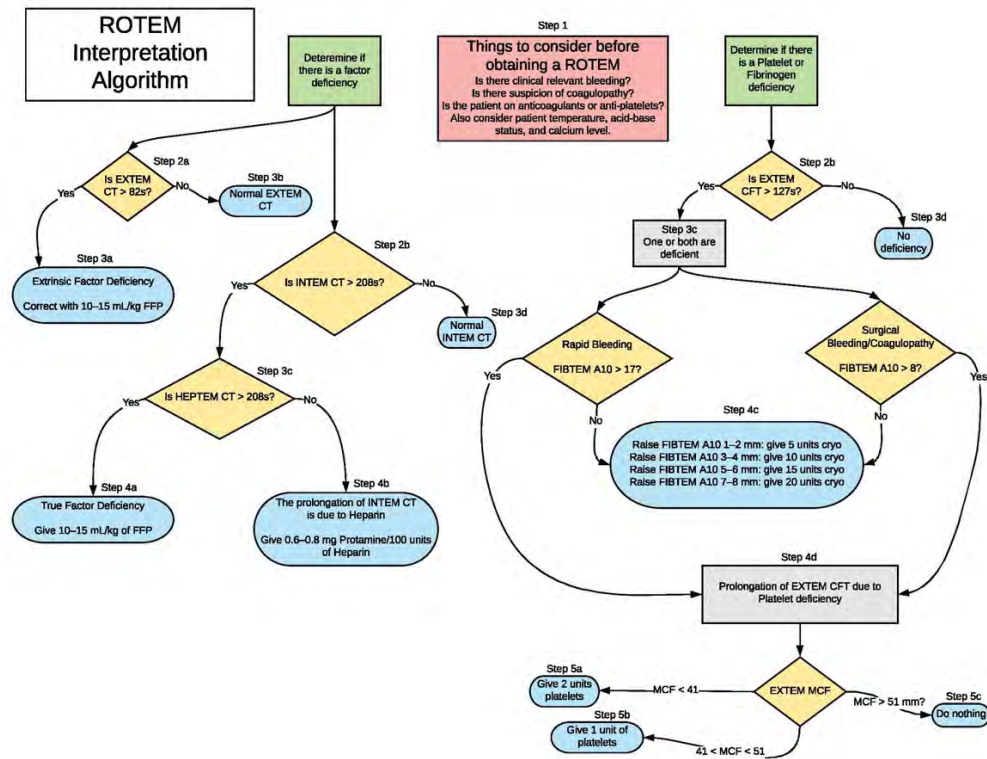 ROTEM
Interpretation
Algorithm
Determine if
there is a factor
deficiency
Step 1
Things to consider before
obtaining a ROTEM
Is there clinical relevant bleeding?
Is there suspicion of coagulopathy?
Is the patient on anticoagulants or anti-platelets?
Also consider patient temperature, acid-base
status, and calcium level.
Determine if there
is a Platelet or
Fibrinogen
deficiency
Step 2a
Is EXTEM
CT > 82s?
Yes
No
Step 3b
Normal EXTEM
CT
Step 3a
Extrinsic Factor Deficiency
Correct with 10–15 mL/kg FFP
Step 2b
Is INTEM CT > 208s?
Yes
No
Step 3d
Normal
INTEM CT
Step 3c
Is HEPTEM CT > 208s?
Yes
No
Step 4a
True Factor Deficiency
Give 10–15 mL/kg of FFP
Step 4b
The prolongation of INTEM CT
is due to Heparin
Give 0.6–0.8 mg Protamine/100 units
of Heparin
Step 2b
Is EXTEM
CFT > 127s?
Yes
No
Step 3d
No
deficiency
Step 3c
One or both are
deficient
Rapid Bleeding
FIBTEM A10 > 17?
Yes
No
Surgical
Bleeding/Coagulopathy
FIBTEM A10 > 8?
Yes
No
Step 4c
Raise FIBTEM A10 1–2 mm: give 5 units cryo
Raise FIBTEM A10 3–4 mm: give 10 units cryo
Raise FIBTEM A10 5–6 mm: give 15 units cryo
Raise FIBTEM A10 7–8 mm: give 20 units cryo
Step 4d
Prolongation of EXTEM CFT due to
Platelet deficiency
EXTEM MCF
Step 5a
Give 2 units
platelets
MCF < 41
Step 5b
Give 1 unit of
platelets
41 < MCF < 51
MCF > 51 mm?
Step 5c
Do nothing